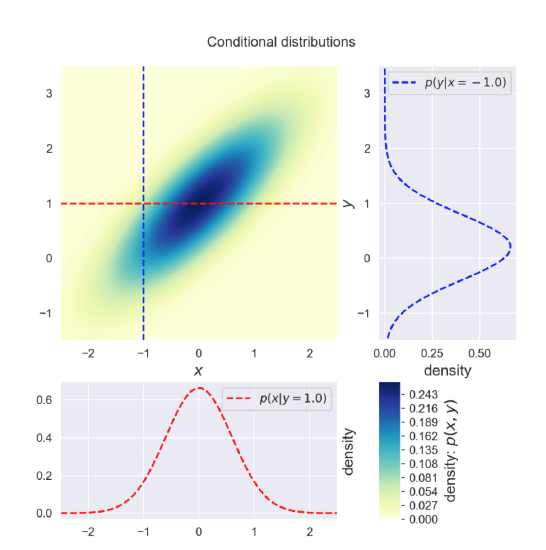 Conditional distributions
3
2
1
0
−1
y
−2 −1 0 1 2
x
p(y|x = −1.0)
3
2
1
0
−1
0.00 0.25 0.50
density
p(x|y = 1.0)
0.6
0.4
0.2
0.0
−2 −1 0 1 2
density
0.243
0.216
0.189
0.162
0.135
0.108
0.081
0.054
0.027
0.000
density: p(x, y)